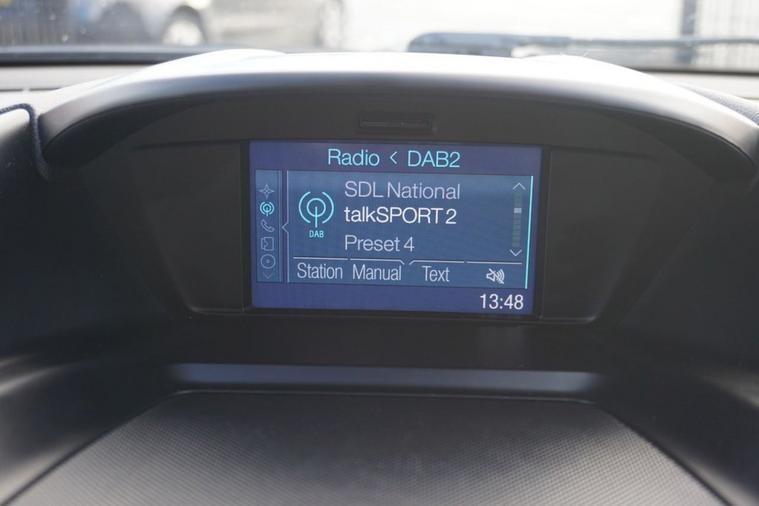 Radio < DAB2
SDL National
talkSPORT 2
DAB
Preset 4
Station Manual Text
13:48